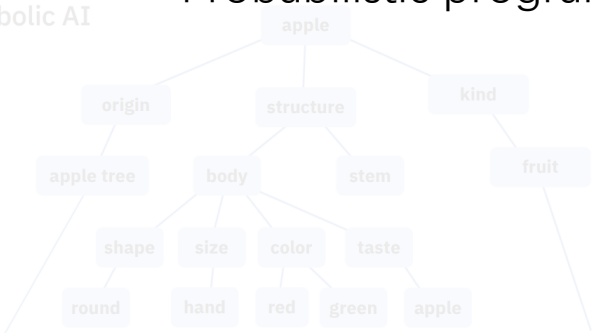 bolic AI
Probabilistic progra
apple
origin structure kind
apple tree body stem fruit
shape size color taste
round hand red green apple